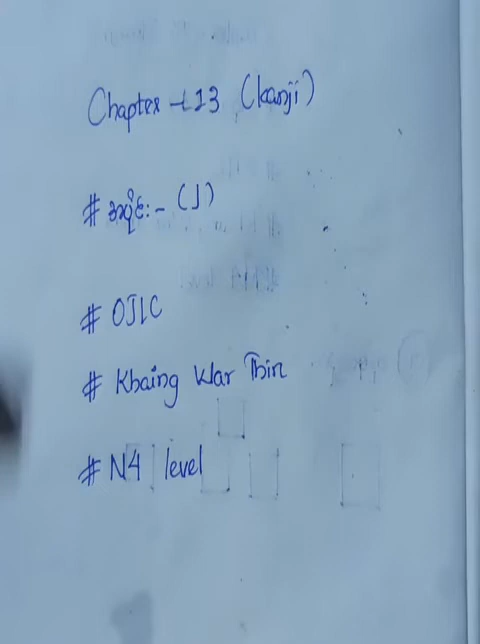 Chapter - 13 (kanji)
# အပိုင်း - (၂)
# OJLC
# Khaing War Thin
# N4 level